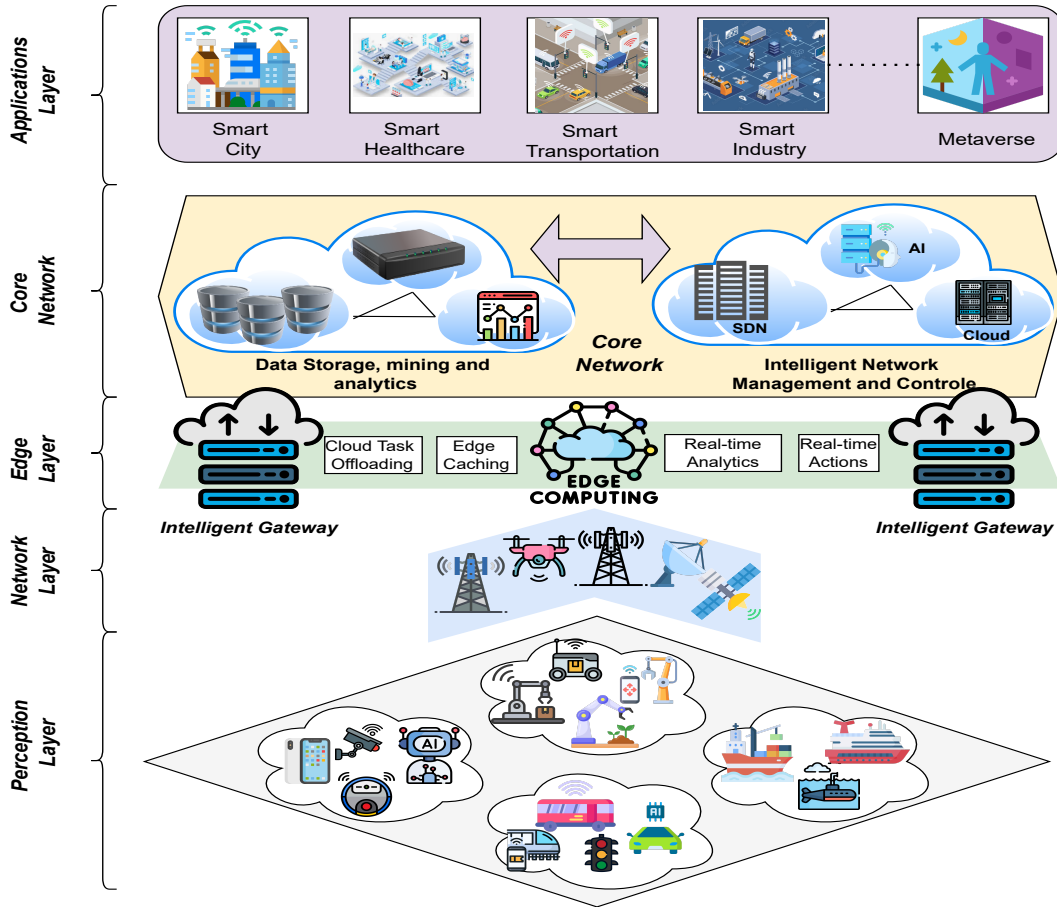 Applications
Layer
Smart
City
Smart
Healthcare
Smart
Transportation
Smart
Industry
Metaverse
Core
Network
AI
SDN
Cloud
Core
Network
Data Storage, mining and
analytics
Intelligent Network
Management and Controle
Edge
Layer
Cloud Task
Offloading
Edge
Caching
EDGE
COMPUTING
Real-time
Analytics
Real-time
Actions
Intelligent Gateway
Intelligent Gateway
Network
Layer
Perception
Layer
AI
AI